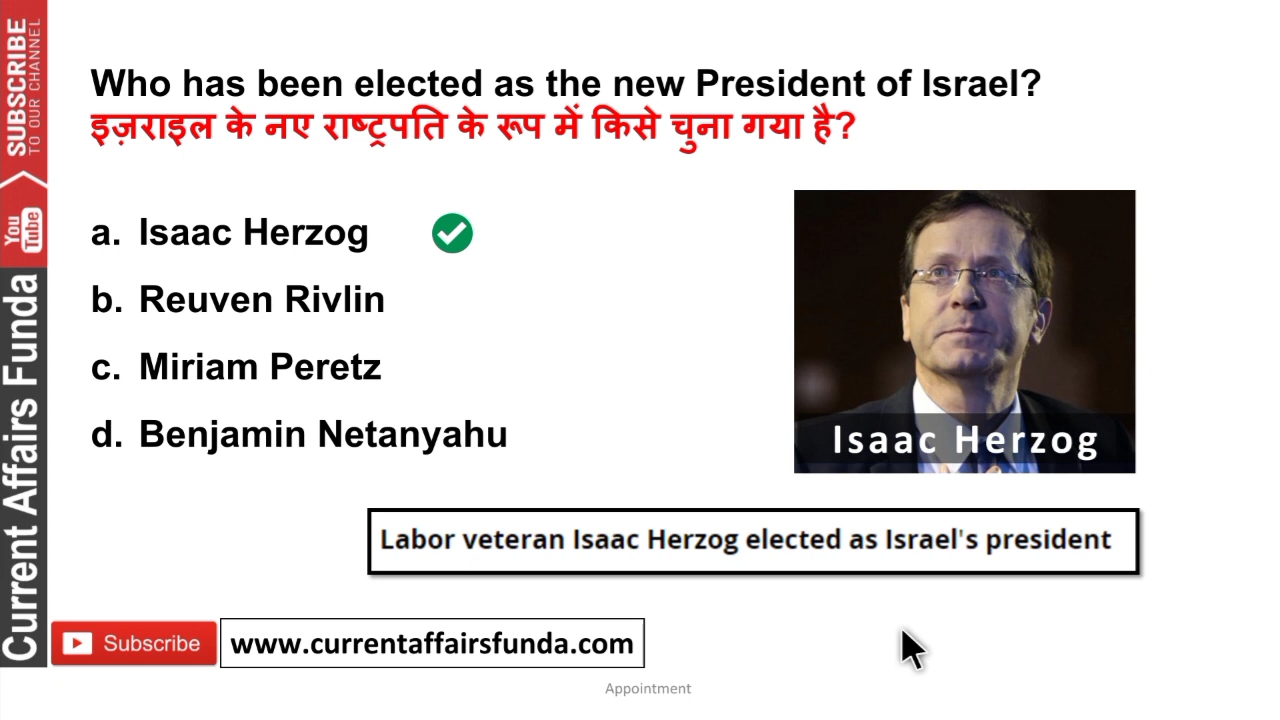 Who has been elected as the new President of Israel?
इज़राइल के नए राष्ट्रपति के रूप में किसे चुना गया है?
a. Isaac Herzog
b. Reuven Rivlin
c. Miriam Peretz
d. Benjamin Netanyahu
Isaac Herzog
Labor veteran Isaac Herzog elected as Israel's president
SUBSCRIBE
TO OUR CHANNEL
You
Tube
Current Affairs Funda
Subscribe
www.currentaffairsfunda.com
Appointment